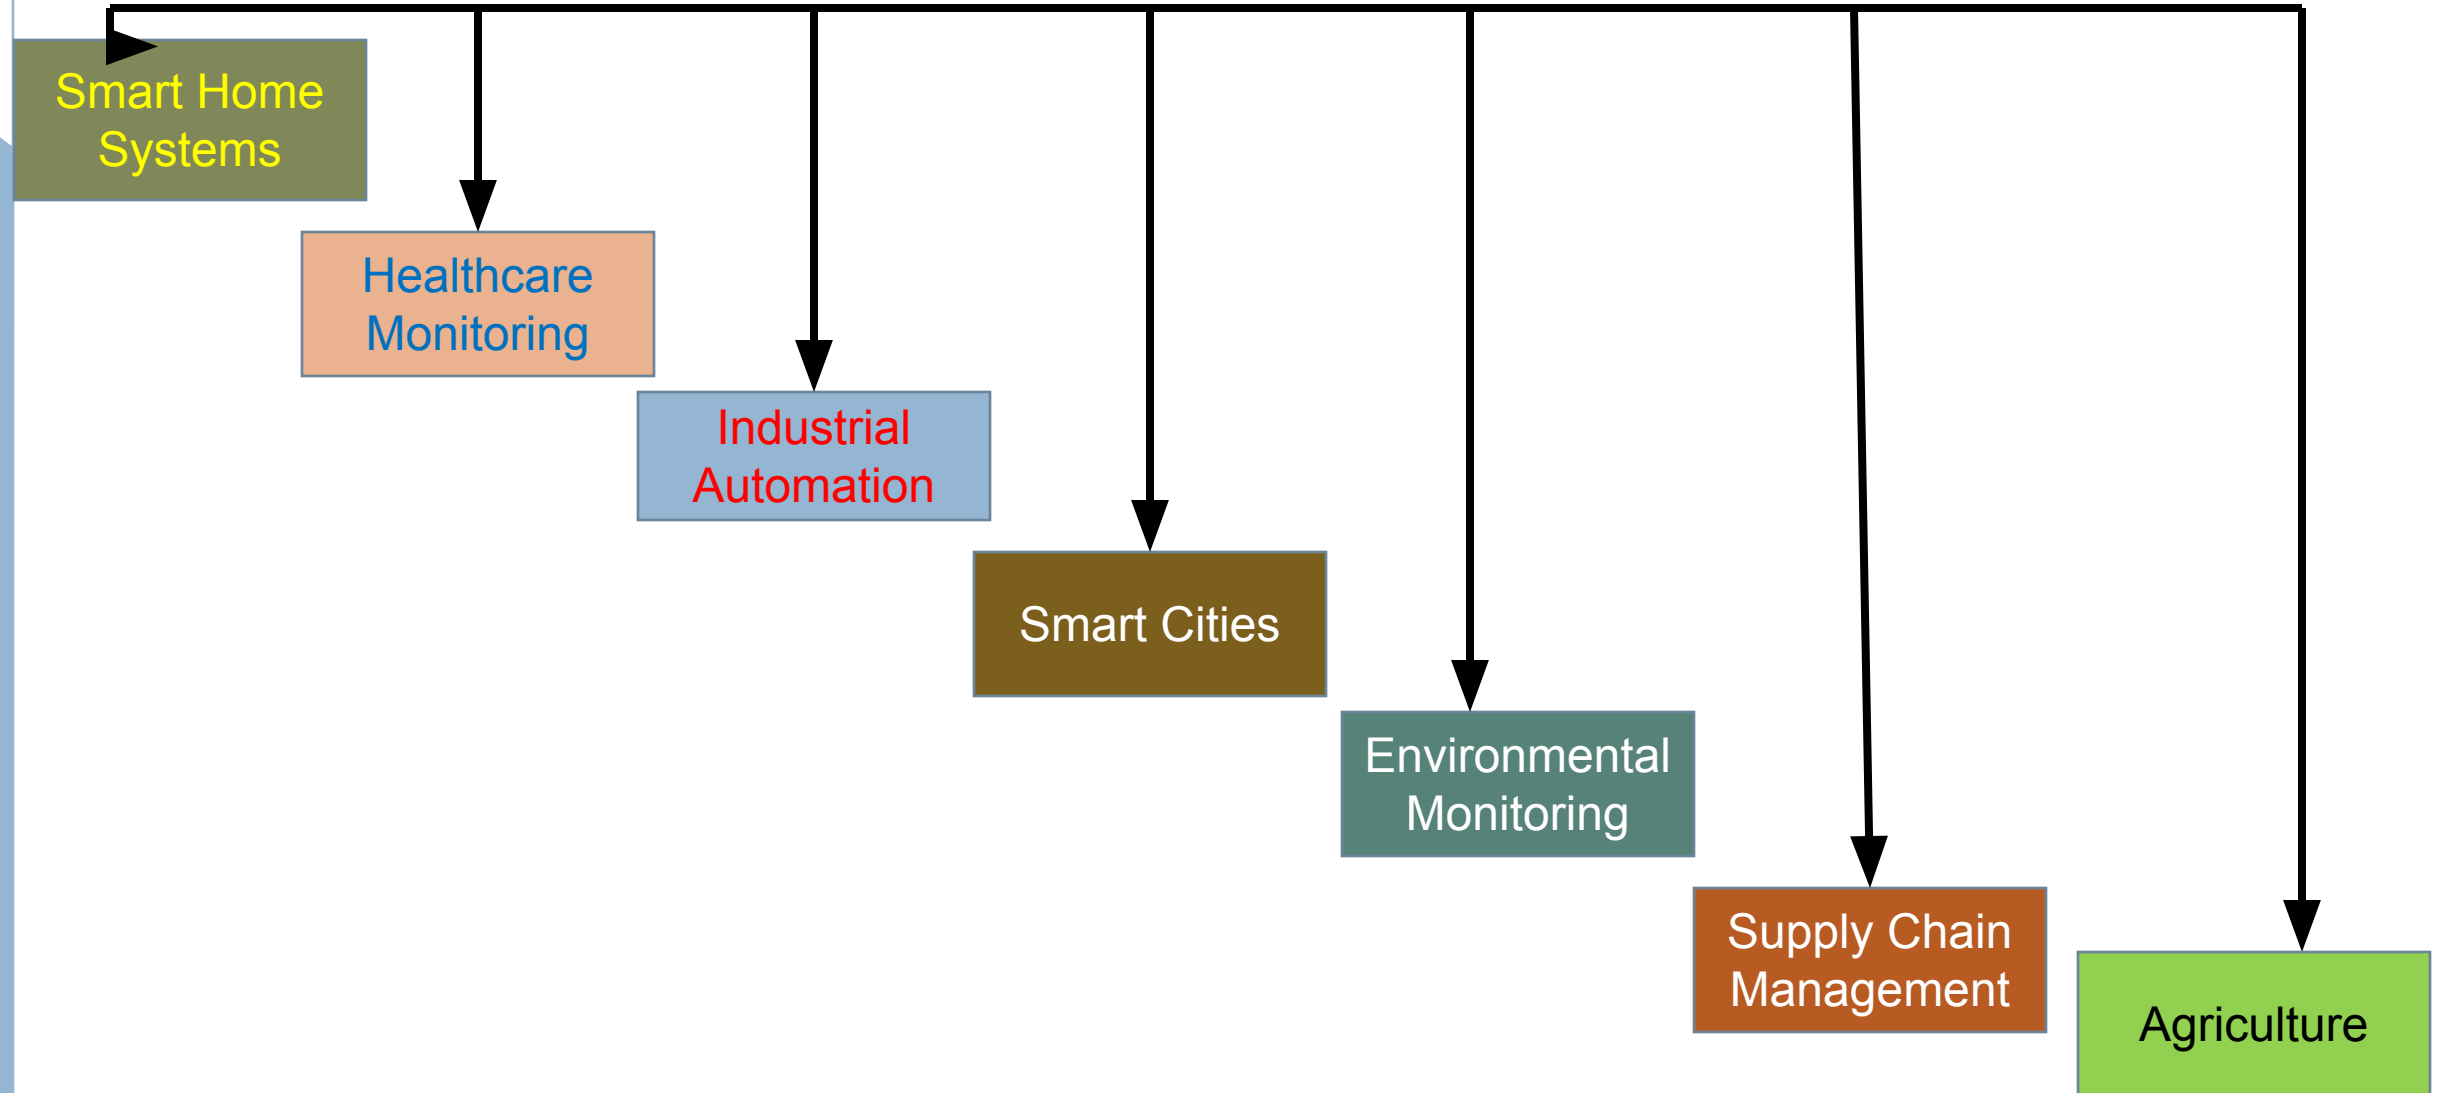 Smart Home
Systems
Healthcare
Monitoring
Industrial
Automation
Smart Cities
Environmental
Monitoring
Supply Chain
Management
Agriculture